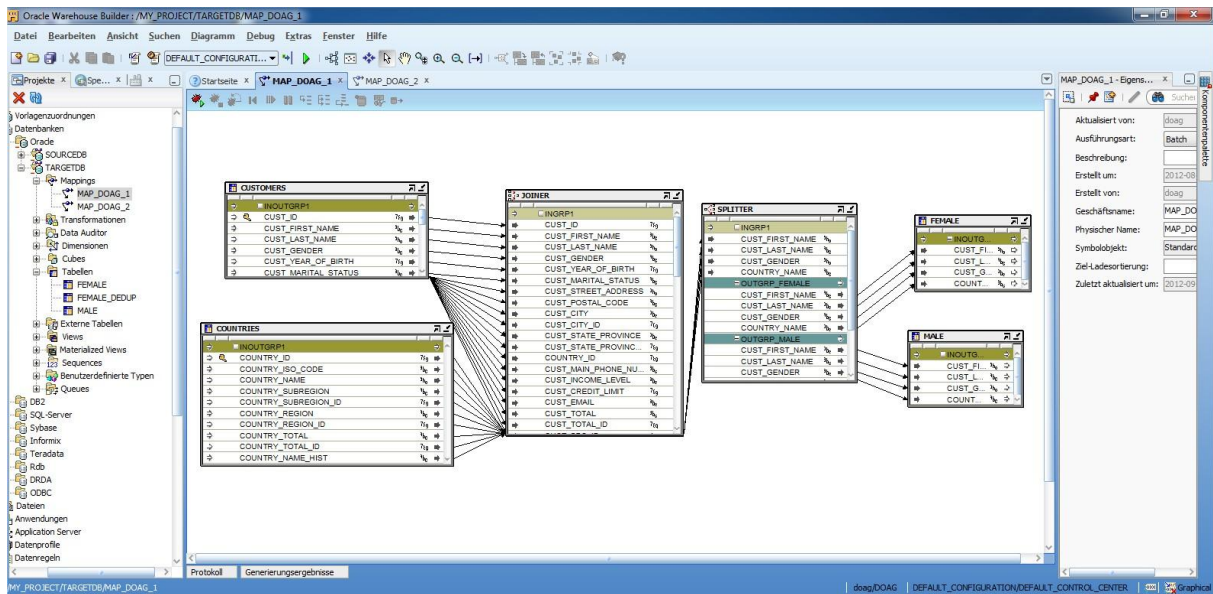 Oracle Warehouse Builder : /MY_PROJECT/TARGETDB/MAP_DOAG_1
Datei Bearbeiten Ansicht Suchen Diagramm Debug Extras Fenster Hilfe
DEFAULT_CONFIGURATI...
Projekte x Spe... x x
Startseite x MAP_DOAG_1 x MAP_DOAG_2 x
MAP_DOAG_1 - Eigens... x
Vorlagenzuordnungen
Datenbanken
Oracle
SOURCEDB
TARGETDB
Mappings
MAP_DOAG_1
MAP_DOAG_2
Transformationen
Data Auditor
Dimensionen
Cubes
Tabellen
FEMALE
FEMALE_DEDUP
MALE
Externe Tabellen
Views
Materialized Views
Sequences
Benutzerdefinierte Typen
Queues
DB2
SQL-Server
Sybase
Informix
Teradata
Rdb
DRDA
ODBC
Dateien
Anwendungen
Application Server
Datenprofile
Datenregeln
CUSTOMERS
INOUTGRP1
CUST_ID
CUST_FIRST_NAME
CUST_LAST_NAME
CUST_GENDER
CUST_YEAR_OF_BIRTH
CUST_MARITAL_STATUS
COUNTRIES
INOUTGRP1
COUNTRY_ID
COUNTRY_ISO_CODE
COUNTRY_NAME
COUNTRY_SUBREGION
COUNTRY_SUBREGION_ID
COUNTRY_REGION
COUNTRY_REGION_ID
COUNTRY_TOTAL
COUNTRY_TOTAL_ID
COUNTRY_NAME_HIST
JOINER
INGRP1
CUST_ID
CUST_FIRST_NAME
CUST_LAST_NAME
CUST_GENDER
CUST_YEAR_OF_BIRTH
CUST_MARITAL_STATUS
CUST_STREET_ADDRESS
CUST_POSTAL_CODE
CUST_CITY
CUST_CITY_ID
CUST_STATE_PROVINCE
CUST_STATE_PROVINC...
COUNTRY_ID
CUST_MAIN_PHONE_NU...
CUST_INCOME_LEVEL
CUST_CREDIT_LIMIT
CUST_EMAIL
CUST_TOTAL
CUST_TOTAL_ID
SPLITTER
INGRP1
CUST_FIRST_NAME
CUST_LAST_NAME
CUST_GENDER
COUNTRY_NAME
OUTGRP_FEMALE
CUST_FIRST_NAME
CUST_LAST_NAME
CUST_GENDER
COUNTRY_NAME
OUTGRP_MALE
CUST_FIRST_NAME
CUST_LAST_NAME
CUST_GENDER
FEMALE
INOUTG...
CUST_FI...
CUST_L...
CUST_G...
COUNT...
MALE
INOUTG...
CUST_FI...
CUST_L...
CUST_G...
COUNT...
Suchen
Komponentenpalette
Aktualisiert von: doag
Ausführungsart: Batch
Beschreibung:
Erstellt um: 2012-08
Erstellt von: doag
Geschäftsname: MAP_DO
Physischer Name: MAP_DO
Symbolobjekt: Standard
Ziel-Ladesortierung:
Zuletzt aktualisiert um: 2012-09
Protokoll Generierungsergebnisse
MY_PROJECT/TARGETDB/MAP_DOAG_1
doag/DOAG DEFAULT_CONFIGURATION/DEFAULT_CONTROL_CENTER Graphical